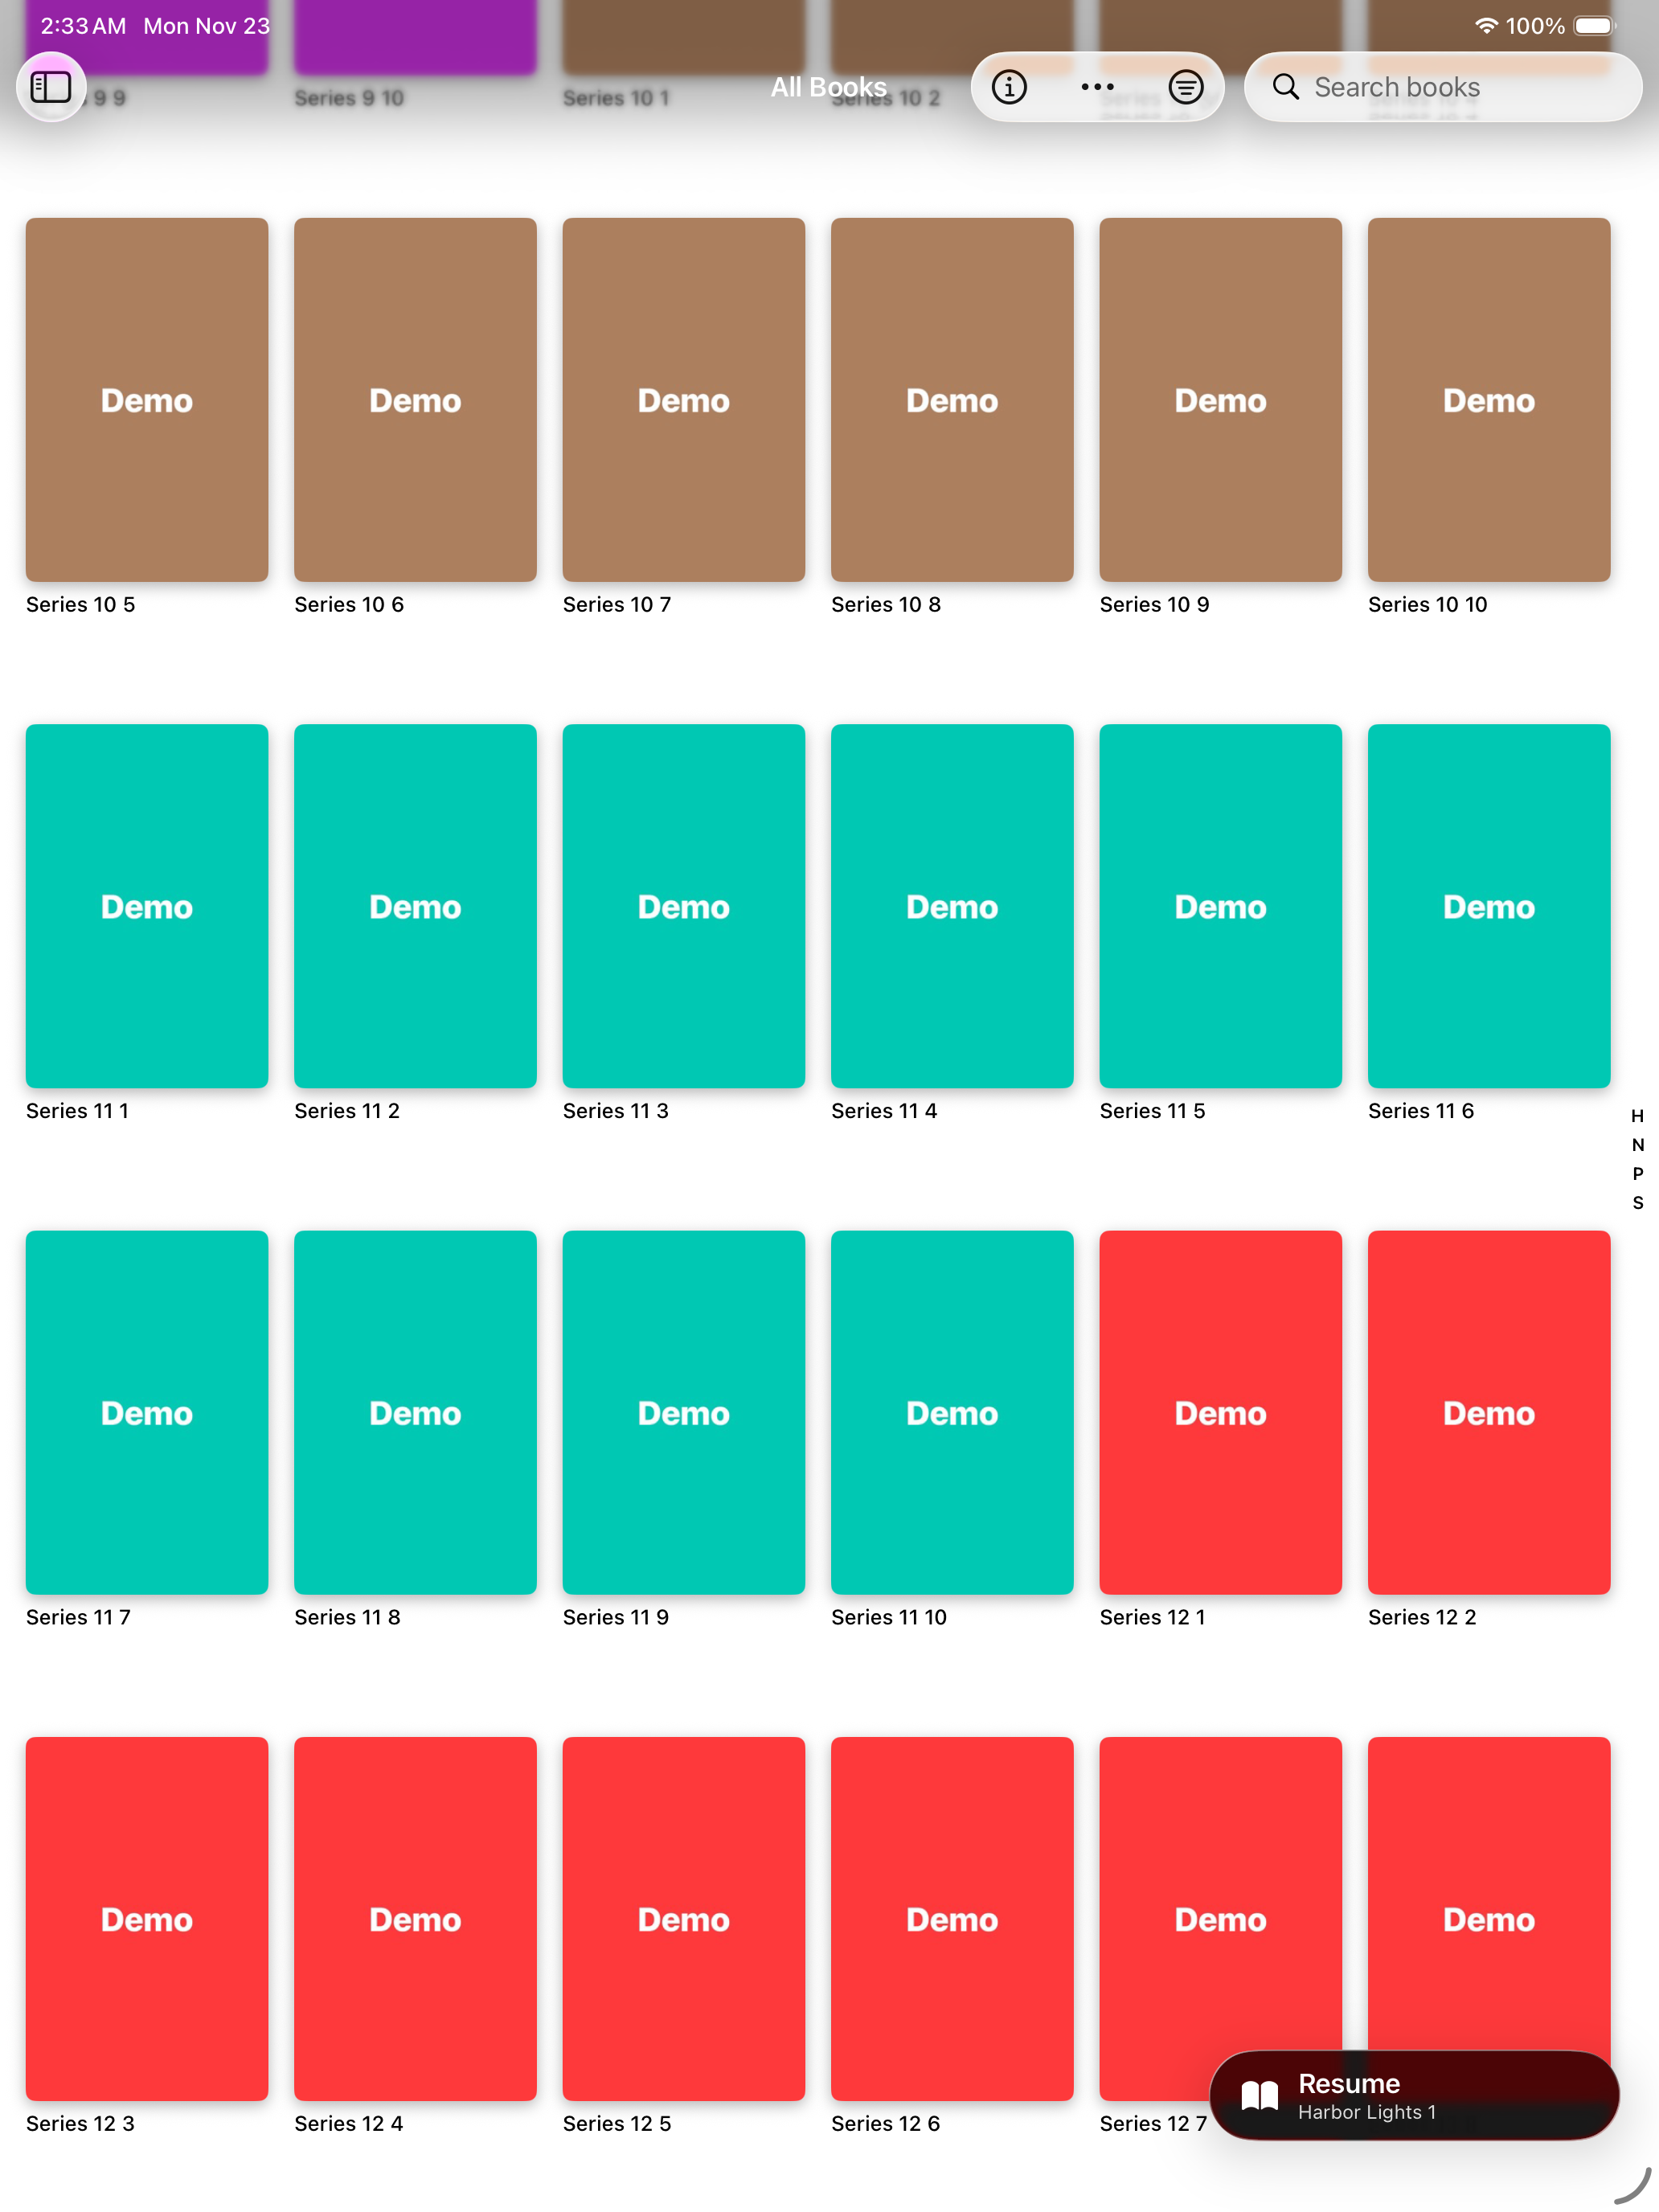 2:33 AM Mon Nov 23
100%
All Books
Search books
9 9
Series 9 10
Series 10 1
Series 10 2
Demo
Demo
Demo
Demo
Demo
Demo
Series 10 5
Series 10 6
Series 10 7
Series 10 8
Series 10 9
Series 10 10
Demo
Demo
Demo
Demo
Demo
Demo
Series 11 1
Series 11 2
Series 11 3
Series 11 4
Series 11 5
Series 11 6
H
N
P
S
Demo
Demo
Demo
Demo
Demo
Demo
Series 11 7
Series 11 8
Series 11 9
Series 11 10
Series 12 1
Series 12 2
Demo
Demo
Demo
Demo
Demo
Demo
Series 12 3
Series 12 4
Series 12 5
Series 12 6
Series 12 7
Resume
Harbor Lights 1